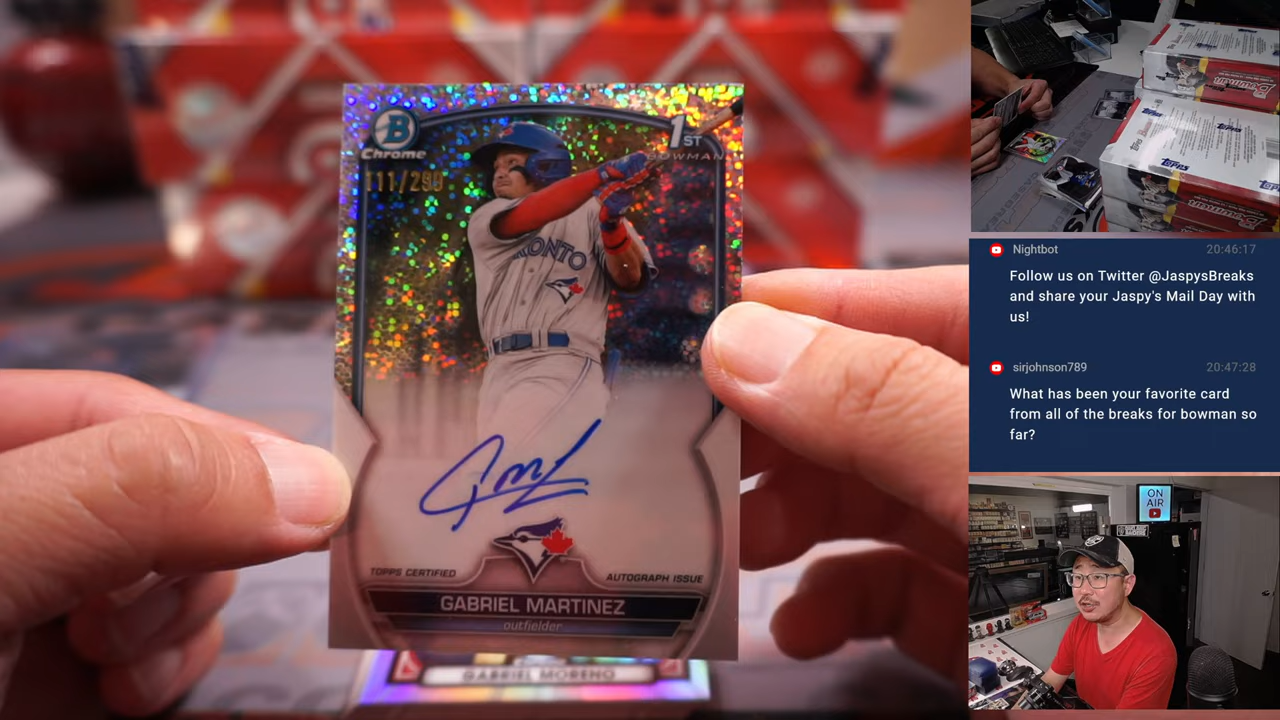 B
Chrome
1ST
BOWMAN
111/299
TORONTO
TOPPS CERTIFIED
AUTOGRAPH ISSUE
GABRIEL MARTINEZ
outfielder
GABRIEL MORENO
Bowman
TOPPS
Bowman
Nightbot 20:46:17
Follow us on Twitter @JaspysBreaks
and share your Jaspy's Mail Day with
us!
sirjohnson789 20:47:28
What has been your favorite card
from all of the breaks for bowman so
far?
ON
AIR